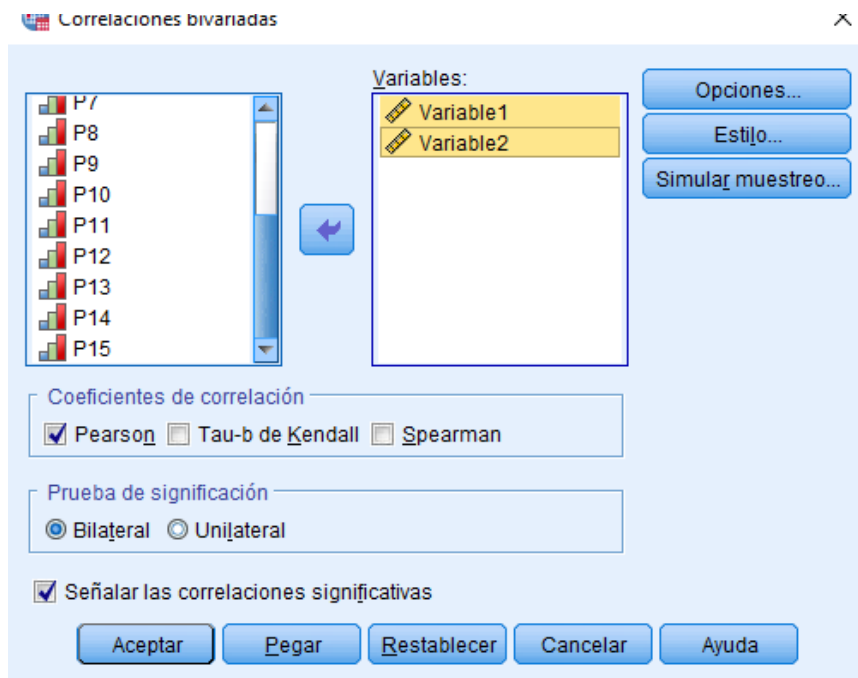 Correlaciones bivariadas
Variables:
P7
P8
P9
P10
P11
P12
P13
P14
P15
Variable1
Variable2
Opciones...
Estilo...
Simular muestreo...
Coeficientes de correlación
Pearson
Tau-b de Kendall
Spearman
Prueba de significación
Bilateral
Unilateral
Señalar las correlaciones significativas
Aceptar
Pegar
Restablecer
Cancelar
Ayuda